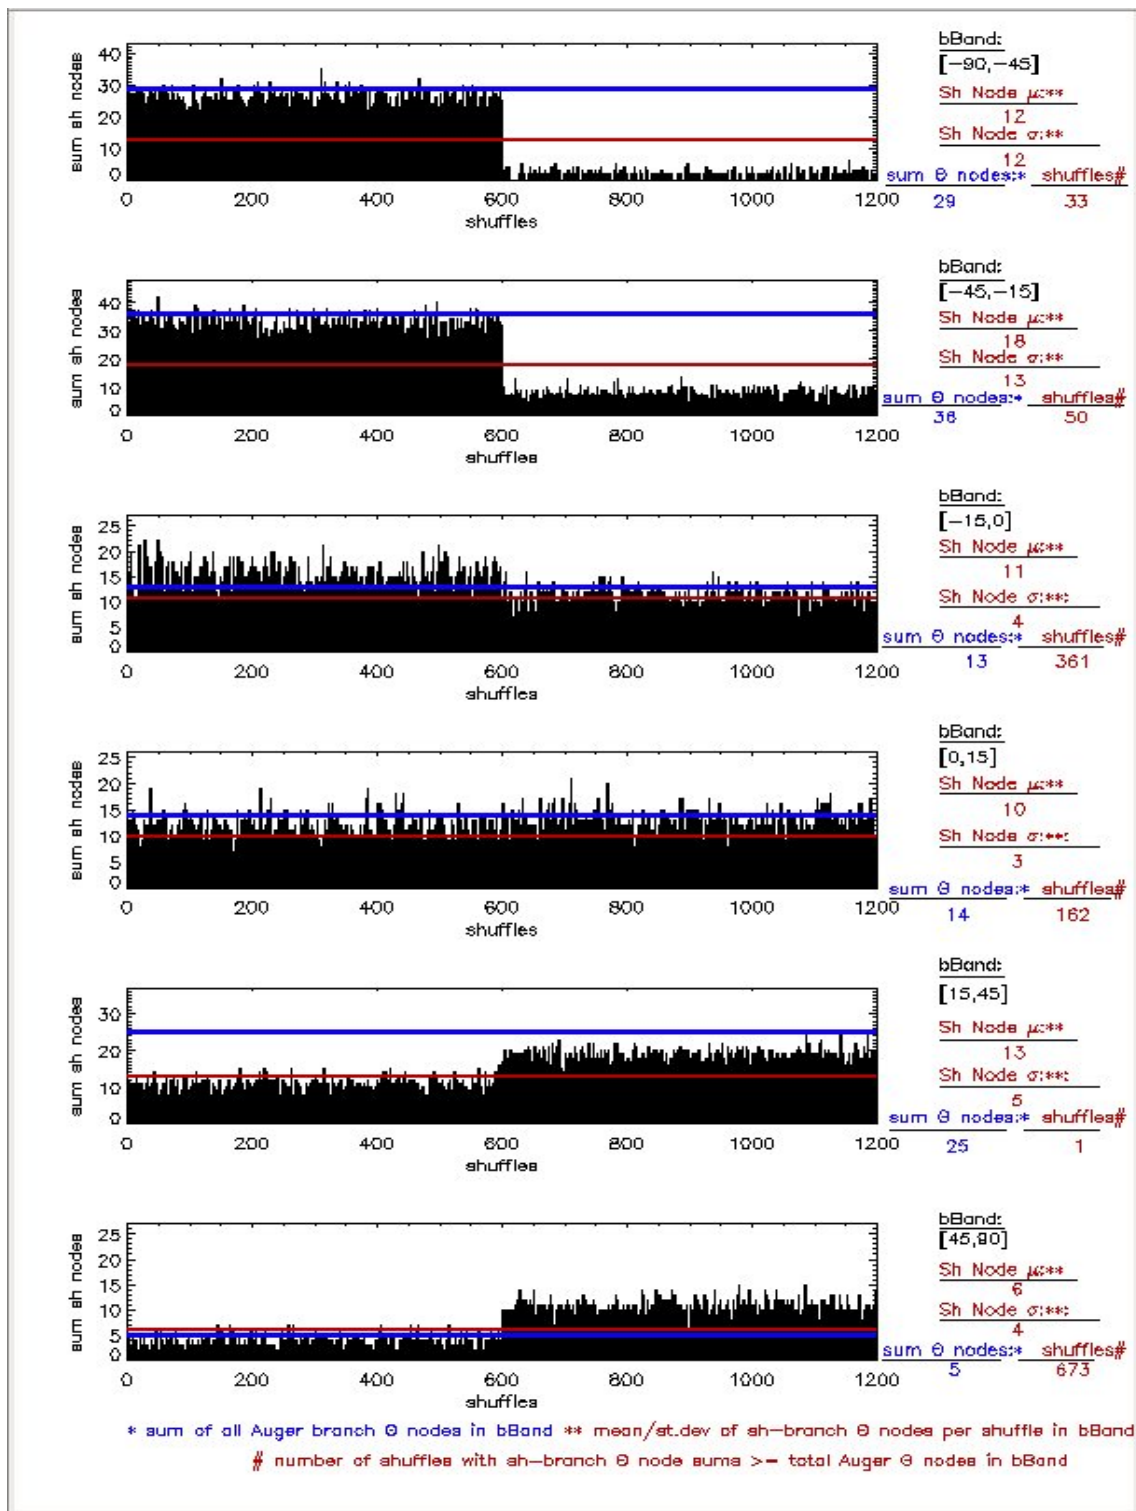 sum sh nodes
40
30
20
10
0
0 200 400 600 800 1000 1200
shuffles
bBand:
[−90,−45]
Sh Node μ:**
12
Sh Node σ:**
12
sum Θ nodes:* shuffles#
29 33
sum sh nodes
40
30
20
10
0
0 200 400 600 800 1000 1200
shuffles
bBand:
[−45,−15]
Sh Node μ:**
18
Sh Node σ:**
13
sum Θ nodes:* shuffles#
36 50
sum sh nodes
25
20
15
10
5
0
0 200 400 600 800 1000 1200
shuffles
bBand:
[−15,0]
Sh Node μ:**
11
Sh Node σ:**:
4
sum Θ nodes:* shuffles#
13 361
sum sh nodes
25
20
15
10
5
0
0 200 400 600 800 1000 1200
shuffles
bBand:
[0,15]
Sh Node μ:**
10
Sh Node σ:**:
3
sum Θ nodes:* shuffles#
14 162
sum sh nodes
30
20
10
0
0 200 400 600 800 1000 1200
shuffles
bBand:
[15,45]
Sh Node μ:**
13
Sh Node σ:**:
5
sum Θ nodes:* shuffles#
25 1
sum sh nodes
25
20
15
10
5
0
0 200 400 600 800 1000 1200
shuffles
bBand:
[45,90]
Sh Node μ:**
6
Sh Node σ:**:
4
sum Θ nodes:* shuffles#
5 673
* sum of all Auger branch Θ nodes in bBand ** mean/st.dev of sh−branch Θ nodes per shuffle in bBand
# number of shuffles with sh−branch Θ node sums >= total Auger Θ nodes in bBand